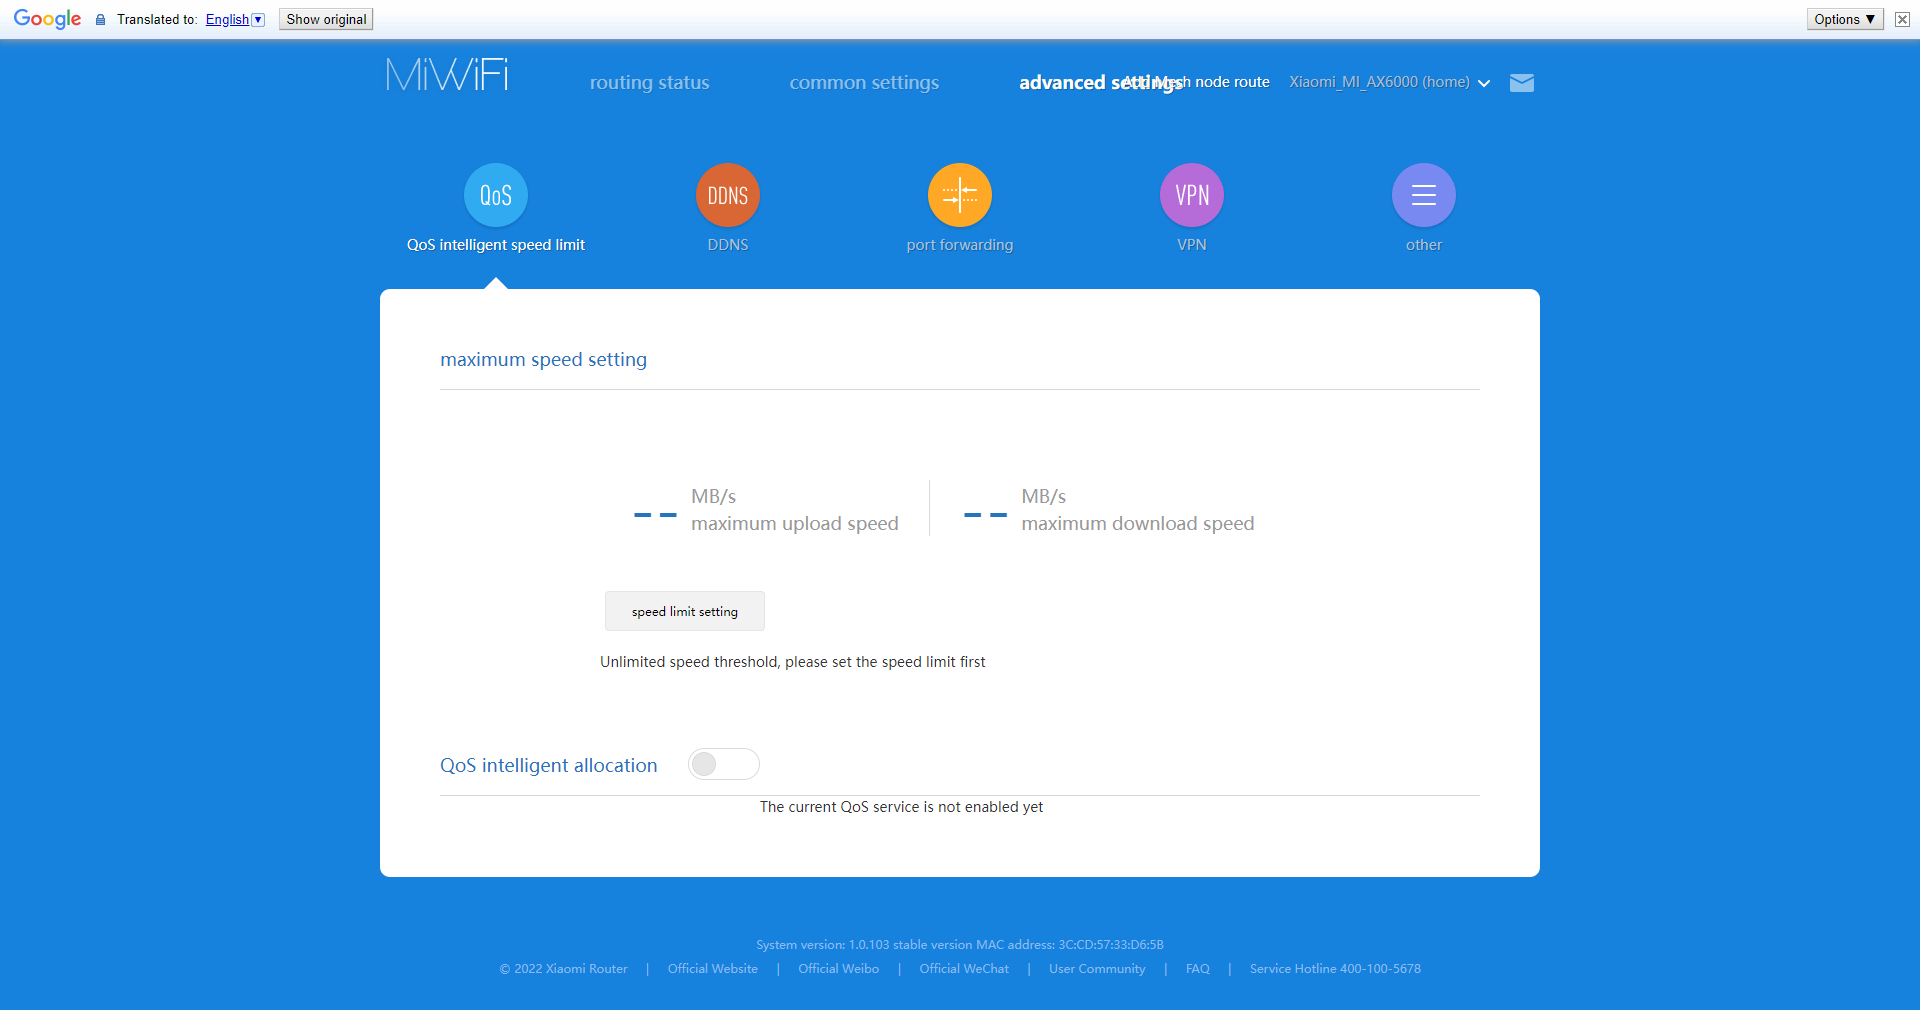 Google Translated to: English ▼ Show original Options ▼
MiWiFi routing status common settings advanced settings Mesh node route Xiaomi_MI_AX6000 (home)
QoS DDNS VPN
QoS intelligent speed limit DDNS port forwarding VPN other
maximum speed setting
-- MB/s
maximum upload speed
-- MB/s
maximum download speed
speed limit setting
Unlimited speed threshold, please set the speed limit first
QoS intelligent allocation
The current QoS service is not enabled yet
System version: 1.0.103 stable version MAC address: 3C:CD:57:33:D6:5B
© 2022 Xiaomi Router | Official Website | Official Weibo | Official WeChat | User Community | FAQ | Service Hotline 400-100-5678